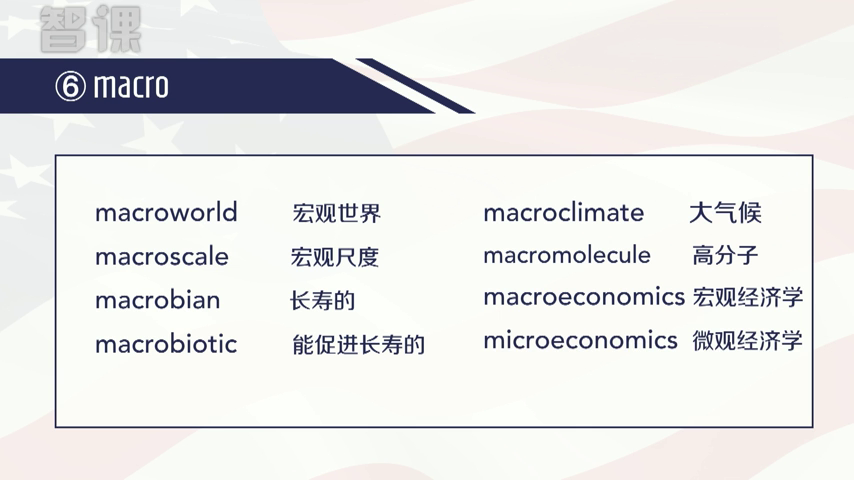 智课
⑥ macro
macroworld 宏观世界
macroscale 宏观尺度
macrobian 长寿的
macrobiotic 能促进长寿的
macroclimate 大气候
macromolecule 高分子
macroeconomics 宏观经济学
microeconomics 微观经济学